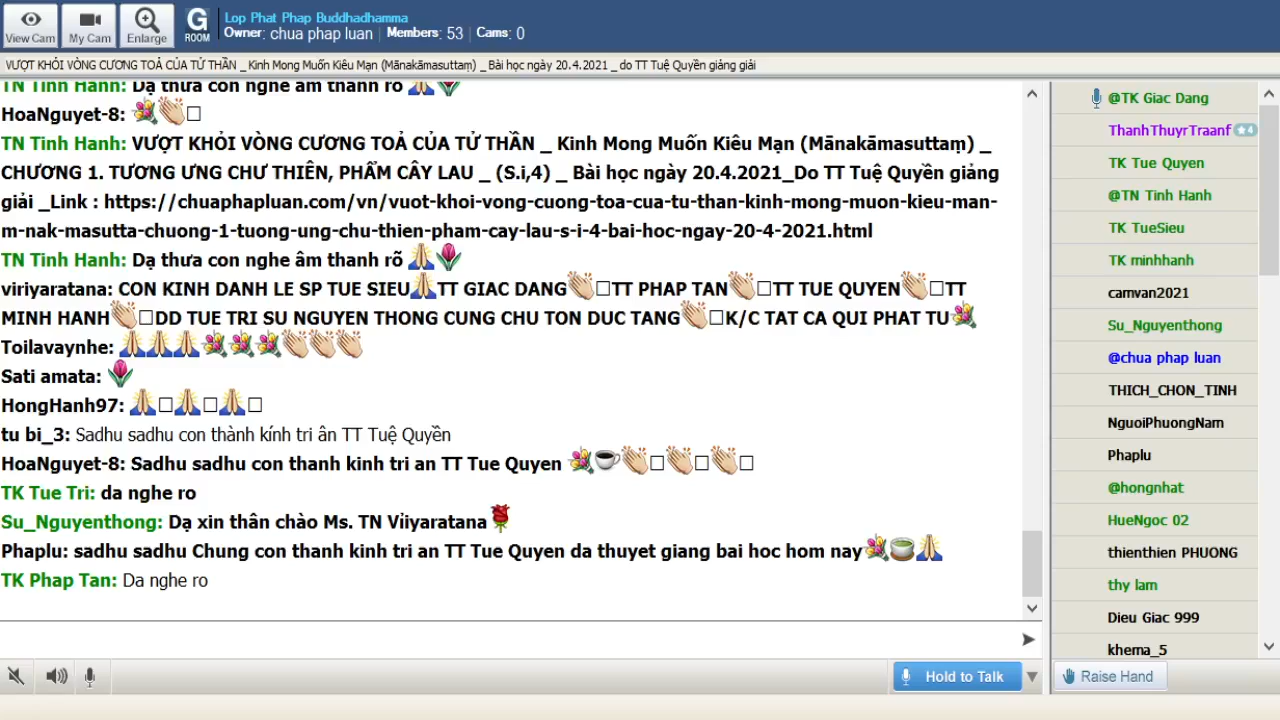 View Cam
My Cam
Enlarge
G
ROOM
Lop Phat Phap Buddhadhamma
Owner: chua phap luan | Members: 53 | Cams: 0
VƯỢT KHỎI VÒNG CƯƠNG TOẢ CỦA TỬ THẦN _ Kinh Mong Muốn Kiêu Mạn (Mānakāmasuttaṃ) _ Bài học ngày 20.4.2021 _ do TT Tuệ Quyền giảng giải
TN Tinh Hanh: Dạ thưa con nghe âm thanh rõ
HoaNguyet-8:
TN Tinh Hanh: VƯỢT KHỎI VÒNG CƯƠNG TOẢ CỦA TỬ THẦN _ Kinh Mong Muốn Kiêu Mạn (Mānakāmasuttaṃ) _
CHƯƠNG 1. TƯƠNG ƯNG CHƯ THIÊN, PHẨM CÂY LAU _ (S.i,4) _ Bài học ngày 20.4.2021_Do TT Tuệ Quyền giảng
giải _Link : https://chuaphapluan.com/vn/vuot-khoi-vong-cuong-toa-cua-tu-than-kinh-mong-muon-kieu-man-
m-nak-masutta-chuong-1-tuong-ung-chu-thien-pham-cay-lau-s-i-4-bai-hoc-ngay-20-4-2021.html
TN Tinh Hanh: Dạ thưa con nghe âm thanh rõ
viriyaratana: CON KINH DANH LE SP TUE SIEU TT GIAC DANG TT PHAP TAN TT TUE QUYEN TT
MINH HANH DD TUE TRI SU NGUYEN THONG CUNG CHU TON DUC TANG K/C TAT CA QUI PHAT TU
Toilavaynhe:
Sati amata:
HongHanh97:
tu bi_3: Sadhu sadhu con thành kính tri ân TT Tuệ Quyền
HoaNguyet-8: Sadhu sadhu con thanh kinh tri an TT Tue Quyen
TK Tue Tri: da nghe ro
Su_Nguyenthong: Dạ xin thân chào Ms. TN Viỉyaratana
Phaplu: sadhu sadhu Chung con thanh kinh tri an TT Tue Quyen da thuyet giang bai hoc hom nay
TK Phap Tan: Da nghe ro
@TK Giac Dang
ThanhThuyrTraanf 4
TK Tue Quyen
@TN Tinh Hanh
TK TueSieu
TK minhhanh
camvan2021
Su_Nguyenthong
@chua phap luan
THICH_CHON_TINH
NguoiPhuongNam
Phaplu
@hongnhat
HueNgoc 02
thienthien PHUONG
thy lam
Dieu Giac 999
khema_5
Hold to Talk
Raise Hand